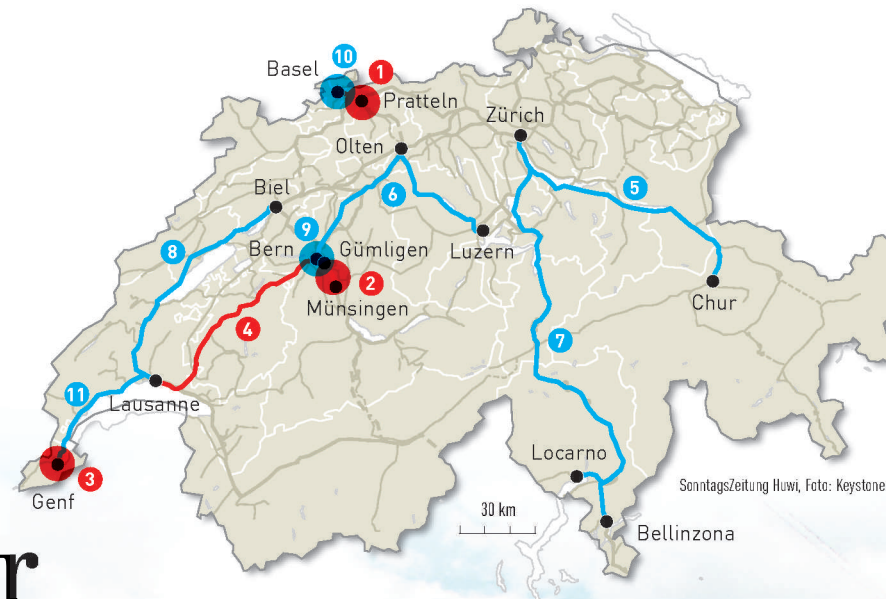 10
Basel
1
Pratteln
Zürich
Olten
5
Biel
6
9
8
Bern
Gümligen
Luzern
2
Münsingen
Chur
4
7
11
Lausanne
Locarno
3
Genf
30 km
SonntagsZeitung Huwi, Foto: Keystone
Bellinzona
r